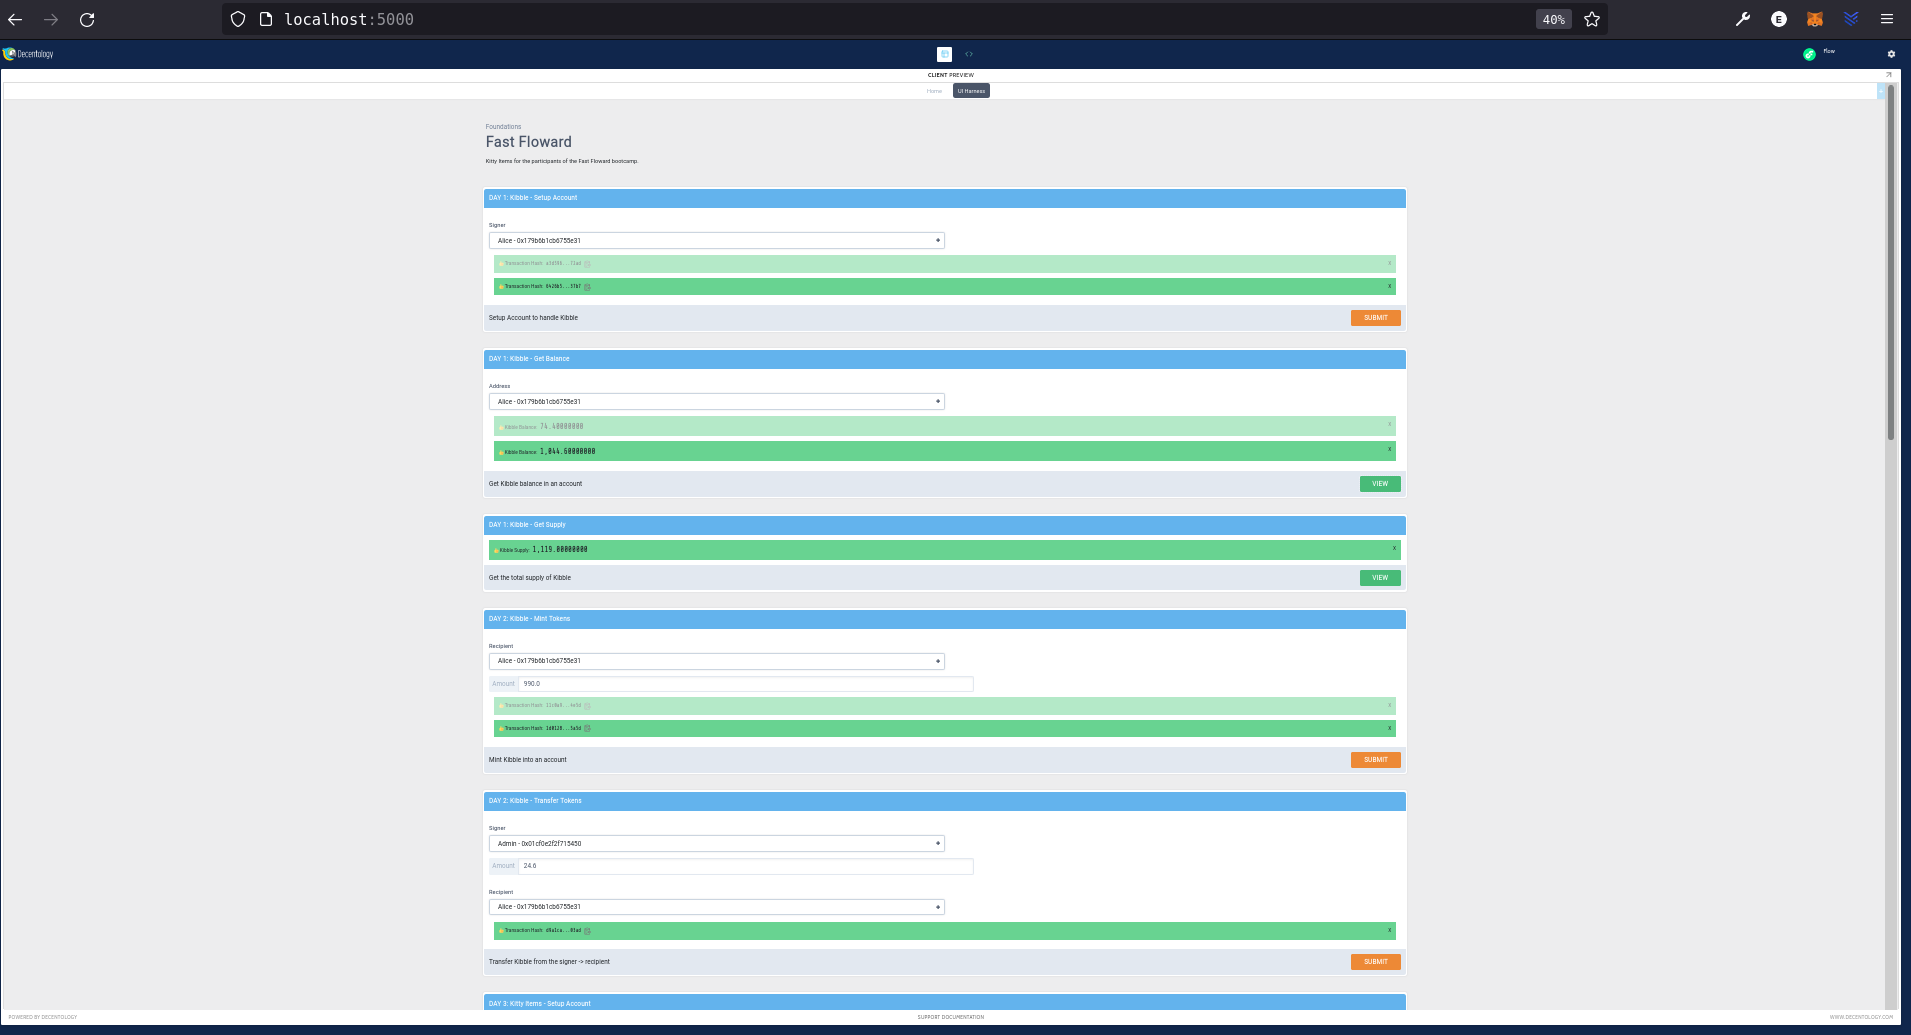 localhost:5000
40%
E
Decentology
Flow
CLIENT PREVIEW
Home
UI Harness
Foundations
Fast Floward
Kitty Items for the participants of the Fast Floward bootcamp.
DAY 1: Kibble - Setup Account
Signer
Alice - 0x179b6b1cb6755e31
Transaction Hash:
X
Transaction Hash:
X
Setup Account to handle Kibble
SUBMIT
DAY 1: Kibble - Get Balance
Address
Alice - 0x179b6b1cb6755e31
Kibble Balance: 74.40000000
X
Kibble Balance: 1,044.60000000
X
Get Kibble balance in an account
VIEW
DAY 1: Kibble - Get Supply
Kibble Supply: 1,119.00000000
X
Get the total supply of Kibble
VIEW
DAY 2: Kibble - Mint Tokens
Recipient
Alice - 0x179b6b1cb6755e31
Amount 990.0
Transaction Hash:
X
Transaction Hash:
X
Mint Kibble into an account
SUBMIT
DAY 2: Kibble - Transfer Tokens
Signer
Admin - 0x01cf0e2f2f715450
Amount 24.6
Recipient
Alice - 0x179b6b1cb6755e31
Transaction Hash:
X
Transfer Kibble from the signer -> recipient
SUBMIT
DAY 3: Kitty Items - Setup Account
POWERED BY DECENTOLOGY
SUPPORT DOCUMENTATION
WWW.DECENTOLOGY.COM